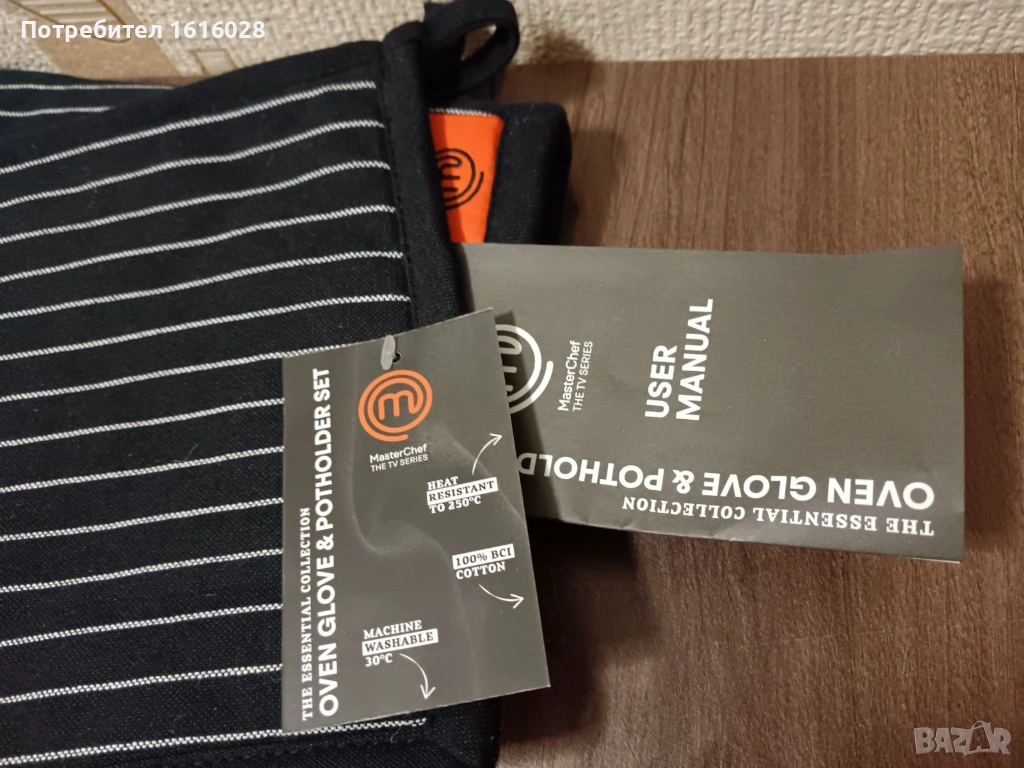 Потребител 1616028
MasterChef
THE TV SERIES
USER
MANUAL
THE ESSENTIAL COLLECTION
OVEN GLOVE & POTHOLD
THE ESSENTIAL COLLECTION
OVEN GLOVE & POTHOLDER SET
m
MasterChef
THE TV SERIES
HEAT
RESISTANT
TO 250°C
100% BCI
COTTON
MACHINE
WASHABLE
30°C
BAZAR